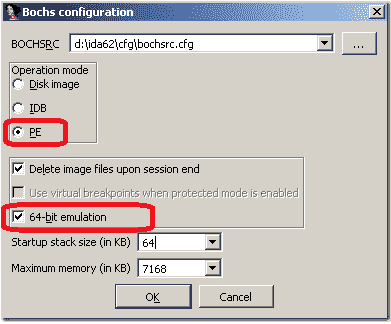 Bochs configuration
BOCHSRC d:\ida62\cfg\bochsrc.cfg ...
Operation mode
Disk image
IDB
PE
Delete image files upon session end
Use virtual breakpoints when protected mode is enabled
64-bit emulation
Startup stack size (in KB) 64
Maximum memory (in KB) 7168
OK Cancel